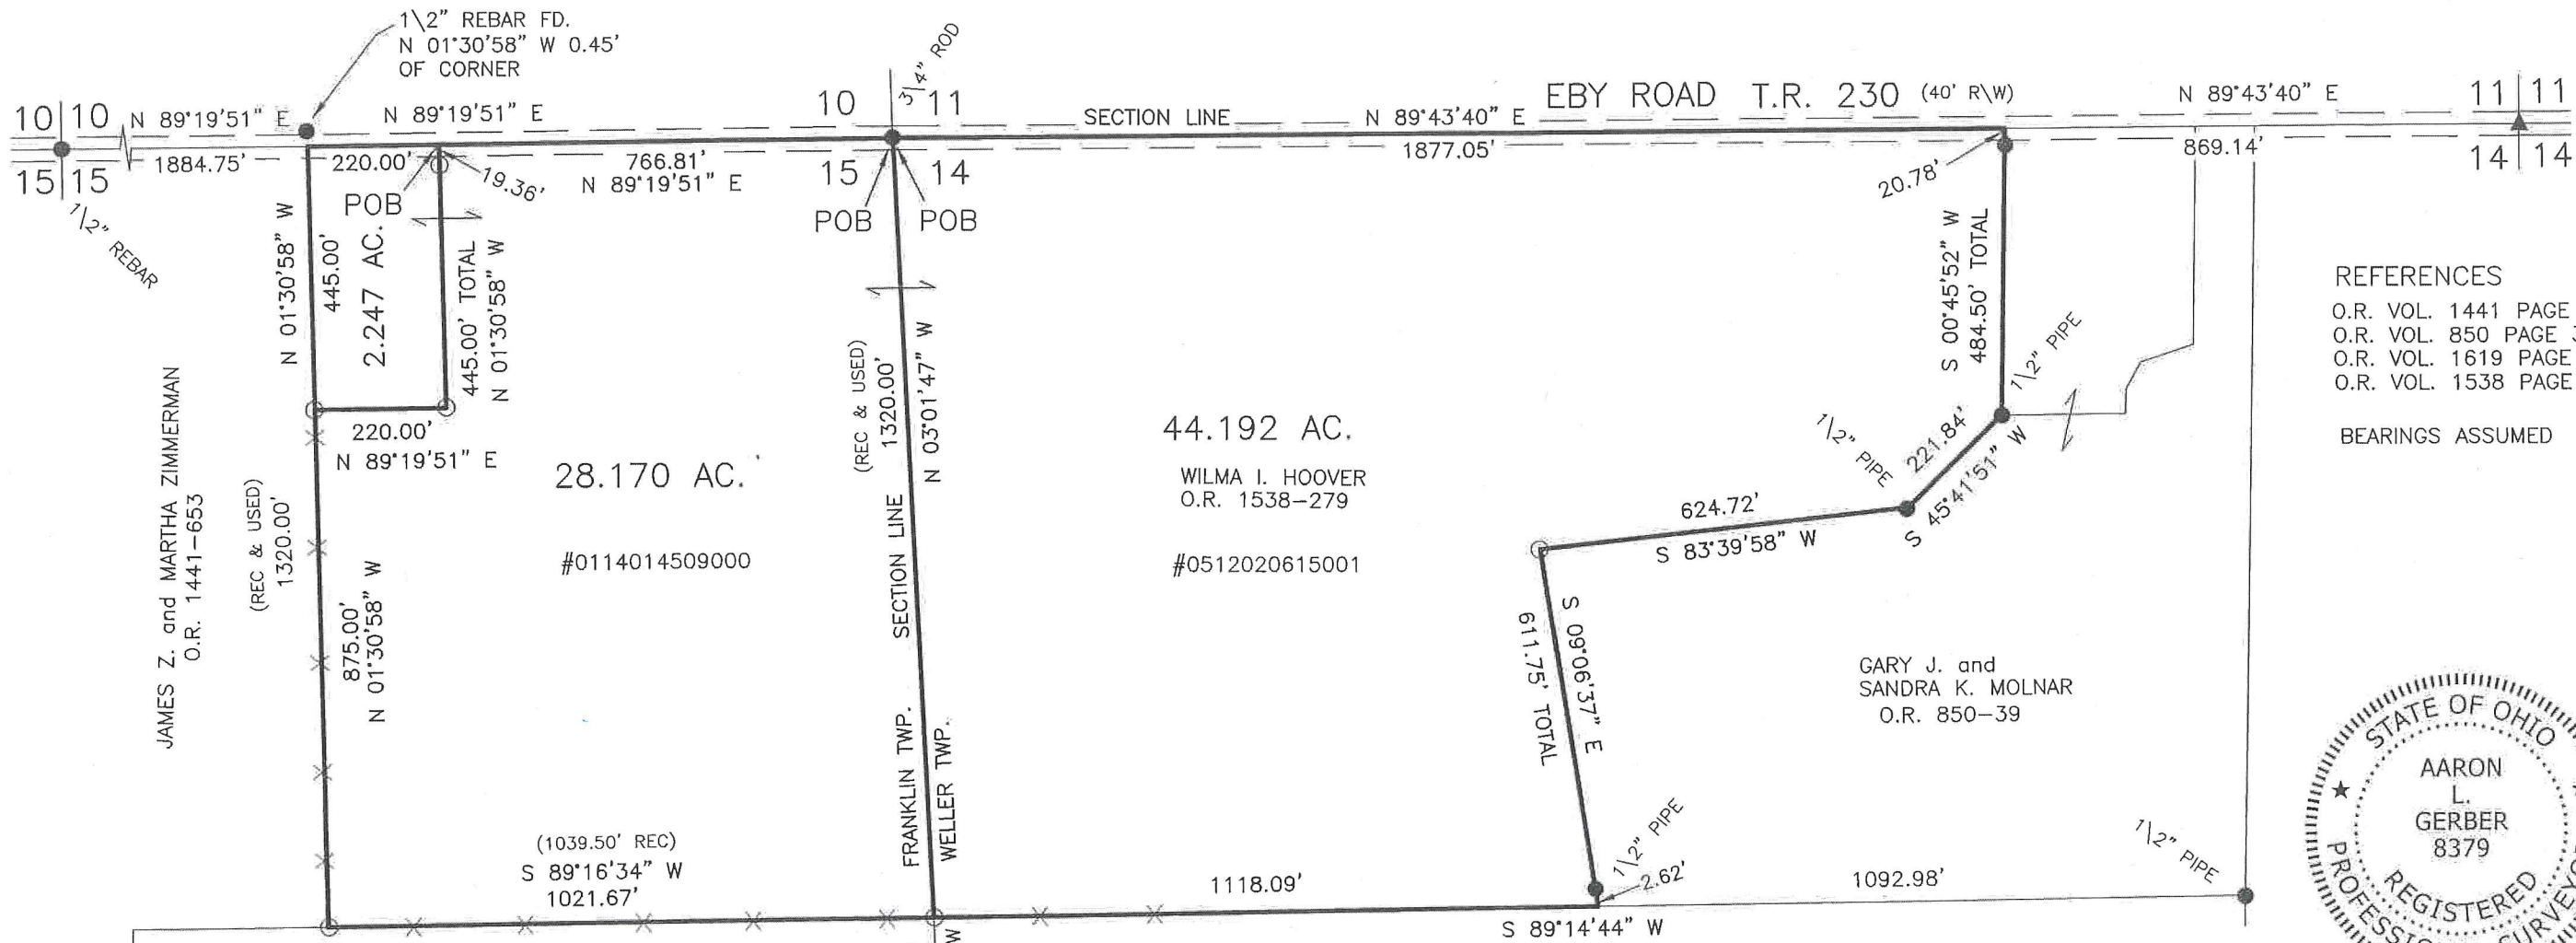 1\2" REBAR FD.
N 01°30'58" W 0.45'
OF CORNER
3/4" ROD
10 10
15 15
1/2" REBAR
N 89°19'51" E
1884.75'
N 89°19'51" E
220.00'
766.81'
N 89°19'51" E
19.36'
POB
10 11
15 14
POB POB
SECTION LINE
N 89°43'40" E
1877.05'
EBY ROAD T.R. 230 (40' R\W)
N 89°43'40" E
869.14'
11 11
14 14
20.78'
N 01°30'58" W
445.00'
2.247 AC.
445.00' TOTAL
N 01°30'58" W
220.00'
N 89°19'51" E
JAMES Z. and MARTHA ZIMMERMAN
O.R. 1441-653
(REC & USED)
1320.00'
875.00'
N 01°30'58" W
28.170 AC.
#0114014509000
(1039.50' REC)
S 89°16'34" W
1021.67'
(REC & USED)
1320.00'
N 03°01'47" W
SECTION LINE
FRANKLIN TWP.
WELLER TWP.
W
44.192 AC.
WILMA I. HOOVER
O.R. 1538-279
#0512020615001
1118.09'
S 89°14'44" W
S 00°45'52" W
484.50' TOTAL
1\2" PIPE
1\2" PIPE
221.84'
S 45°41'51" W
624.72'
S 83°39'58" W
S 09°06'37" E
611.75' TOTAL
1\2" PIPE
2.62'
1092.98'
1\2" PIPE
GARY J. and
SANDRA K. MOLNAR
O.R. 850-39
REFERENCES
O.R. VOL. 1441 PAGE
O.R. VOL. 850 PAGE
O.R. VOL. 1619 PAGE
O.R. VOL. 1538 PAGE
BEARINGS ASSUMED
STATE OF OHIO
AARON
L.
GERBER
8379
REGISTERED